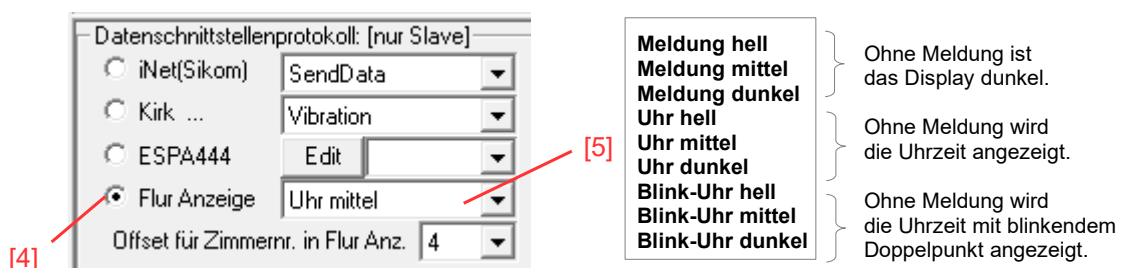 Datenschnittstellenprotokoll: [nur Slave]
iNet(Sikom) SendData
Kirk ... Vibration
ESPA444 Edit
Flur Anzeige Uhr mittel
Offset für Zimmernr. in Flur Anz. 4
[4]
[5]
Meldung hell
Meldung mittel
Meldung dunkel
Uhr hell
Uhr mittel
Uhr dunkel
Blink-Uhr hell
Blink-Uhr mittel
Blink-Uhr dunkel
Ohne Meldung ist
das Display dunkel.
Ohne Meldung wird
die Uhrzeit angezeigt.
Ohne Meldung wird
die Uhrzeit mit blinkendem
Doppelpunkt angezeigt.